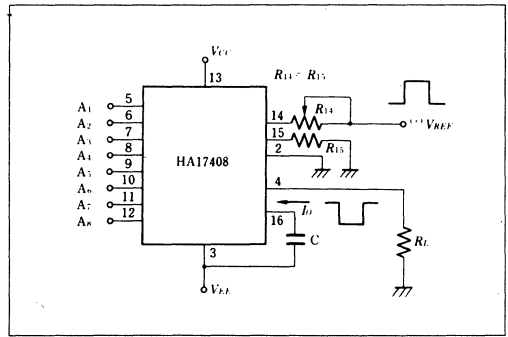 VCC
13
R14≈R15
A1 5
A2 6
A3 7
A4 8
A5 9
A6 10
A7 11
A8 12
HA17408
14 R14
(+)VREF
15 R15
2
4
IO
16
C
RL
3
VEE